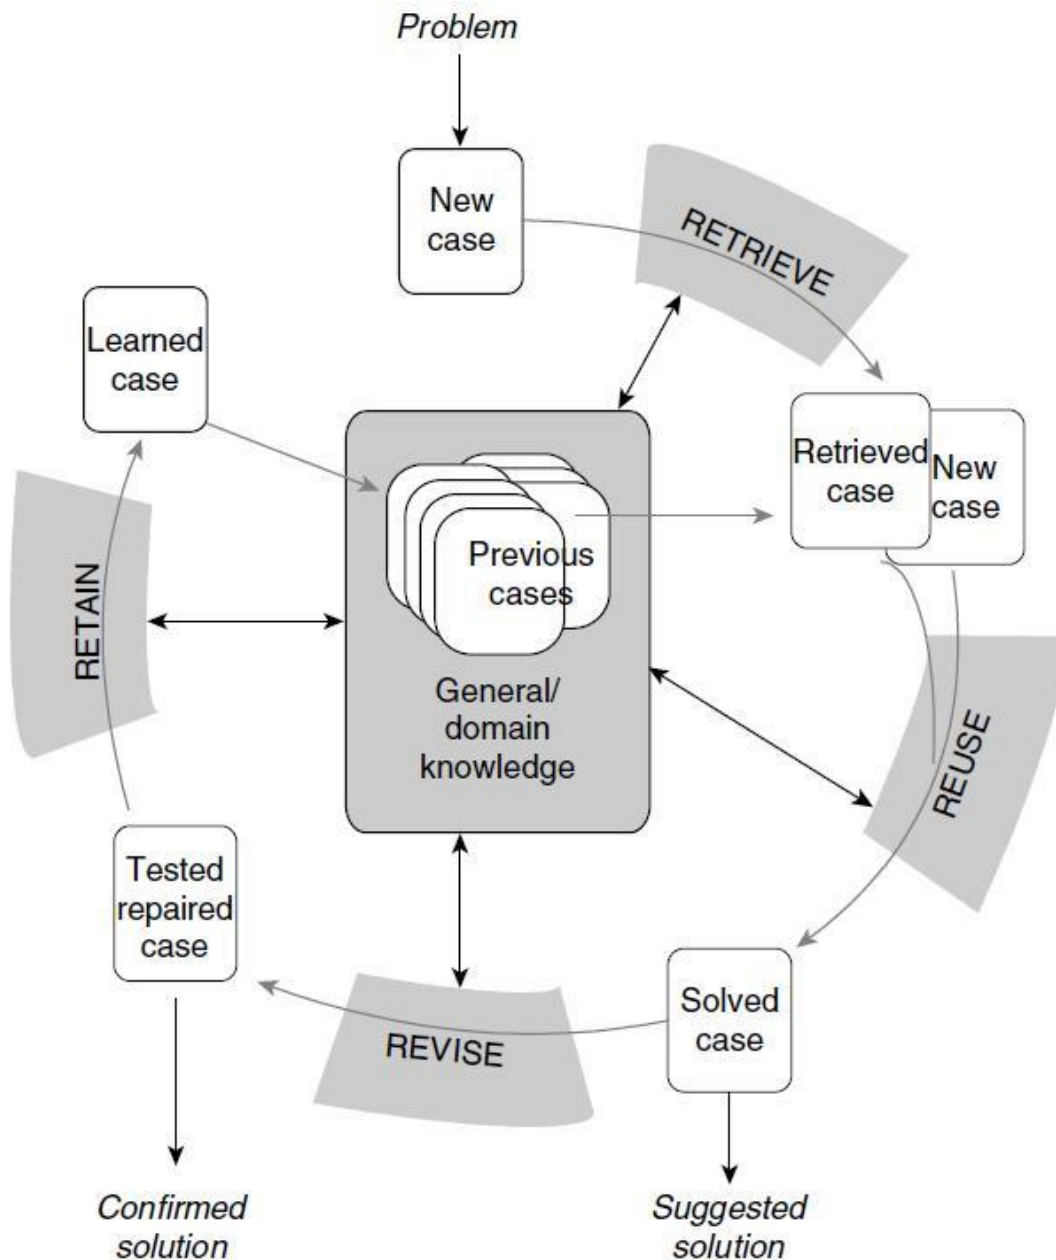 Problem
New
case
RETRIEVE
Learned
case
Retrieved
case
New
case
Previous
cases
General/
domain
knowledge
RETAIN
REUSE
Tested
repaired
case
Solved
case
REVISE
Confirmed
solution
Suggested
solution